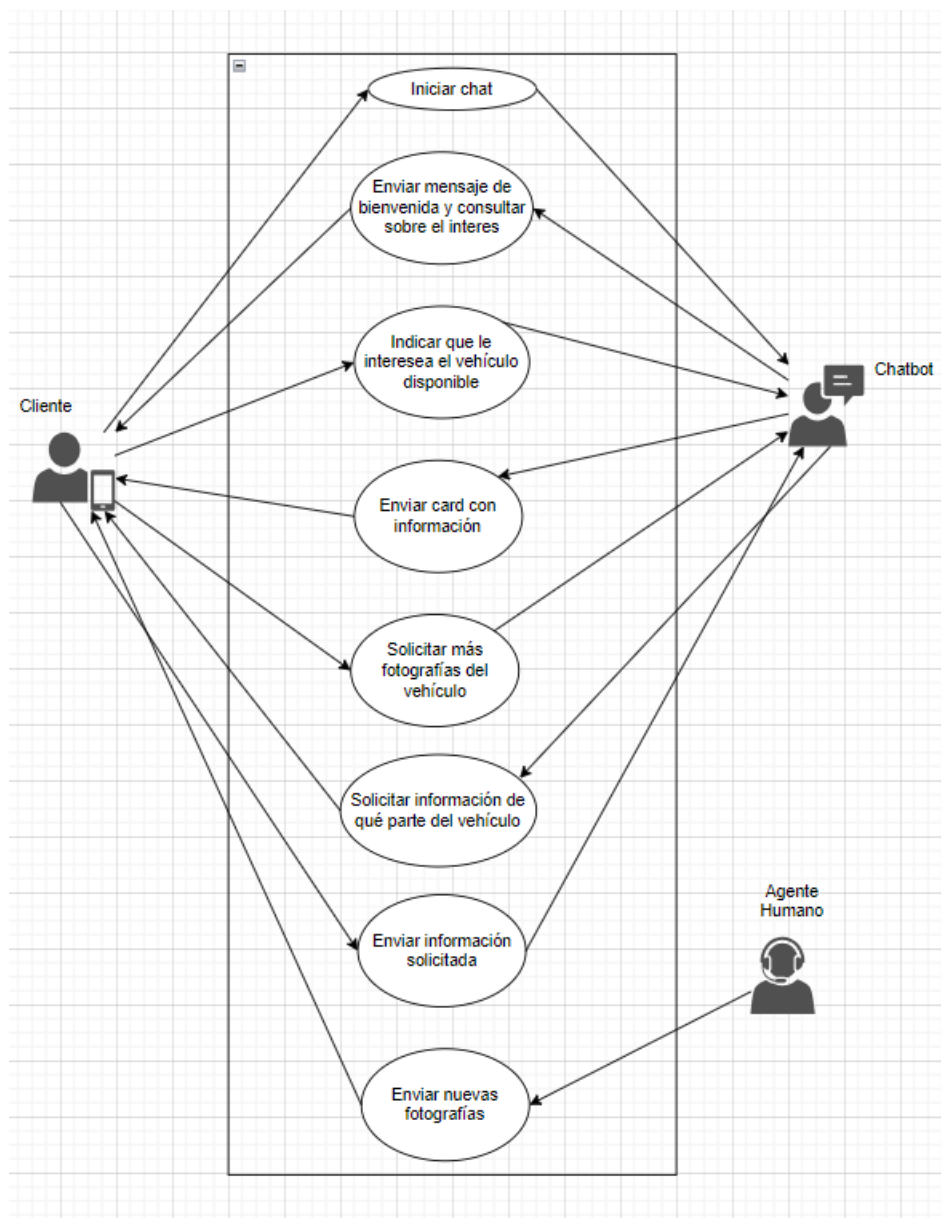 Iniciar chat
Enviar mensaje de
bienvenida y consultar
sobre el interes
Indicar que le
interesea el vehículo
disponible
Chatbot
Cliente
Enviar card con
información
Solicitar más
fotografías del
vehículo
Solicitar información de
qué parte del vehículo
Agente
Humano
Enviar información
solicitada
Enviar nuevas
fotografías